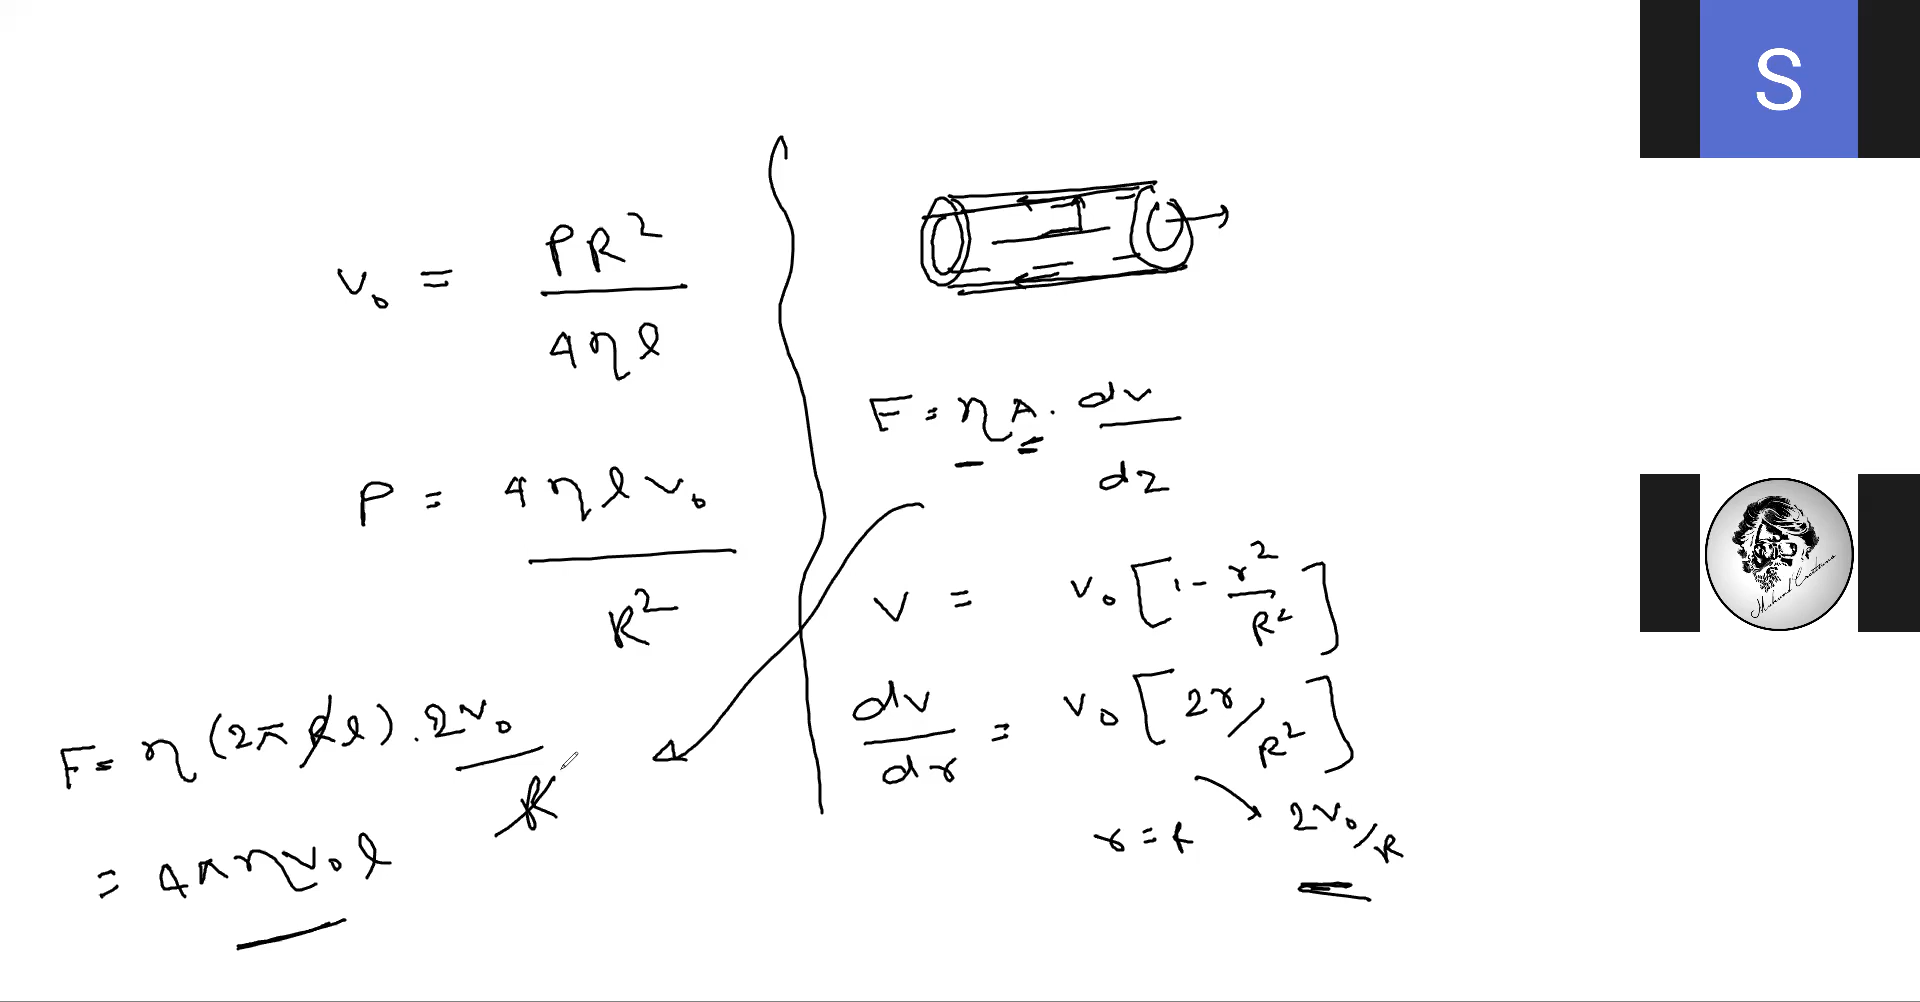 v₀ = PR² / 4ηl
P = 4ηlv₀ / R²
F = η(2πRl) . 2v₀ / R
= 4πηv₀l
F = ηA . dv / dz
v = v₀[1 - r² / R²]
dv / dr = v₀[2r / R²]
r = R → 2v₀/R
S